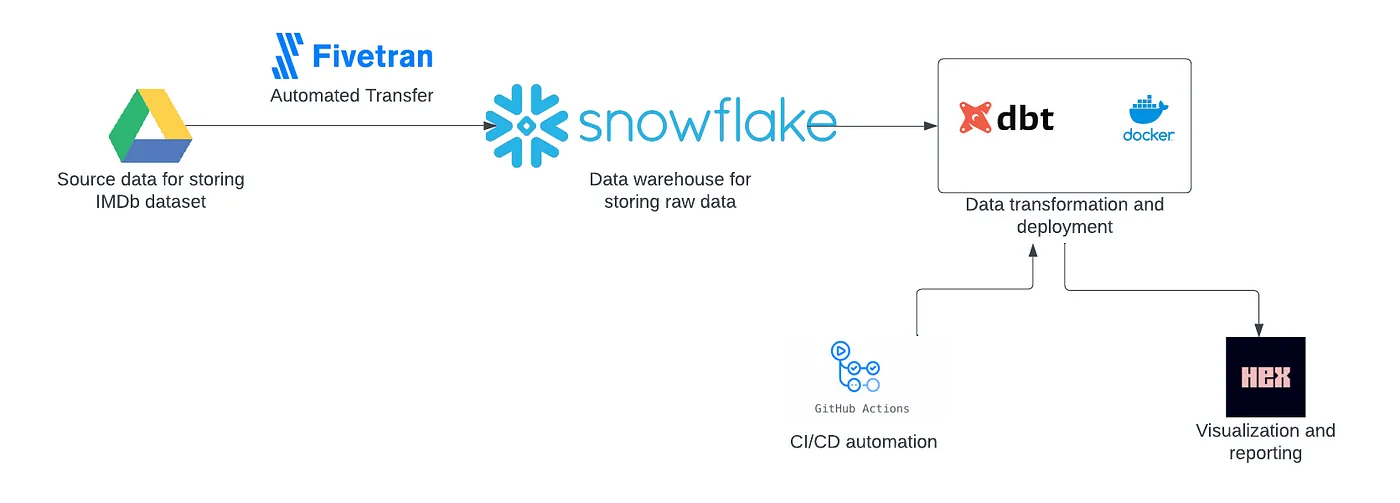 Fivetran
Automated Transfer
Source data for storing
IMDb dataset
snowflake
Data warehouse for
storing raw data
dbt
docker
Data transformation and
deployment
GitHub Actions
CI/CD automation
HEX
Visualization and
reporting